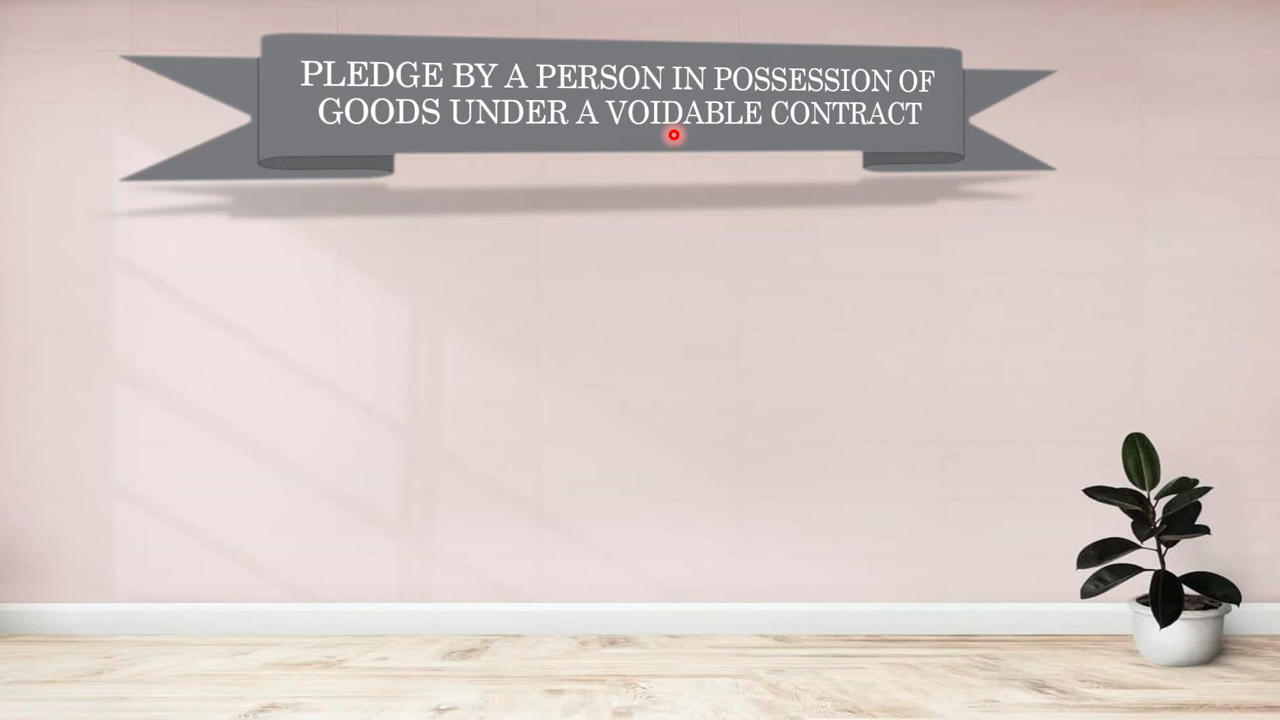 PLEDGE BY A PERSON IN POSSESSION OF
GOODS UNDER A VOIDABLE CONTRACT